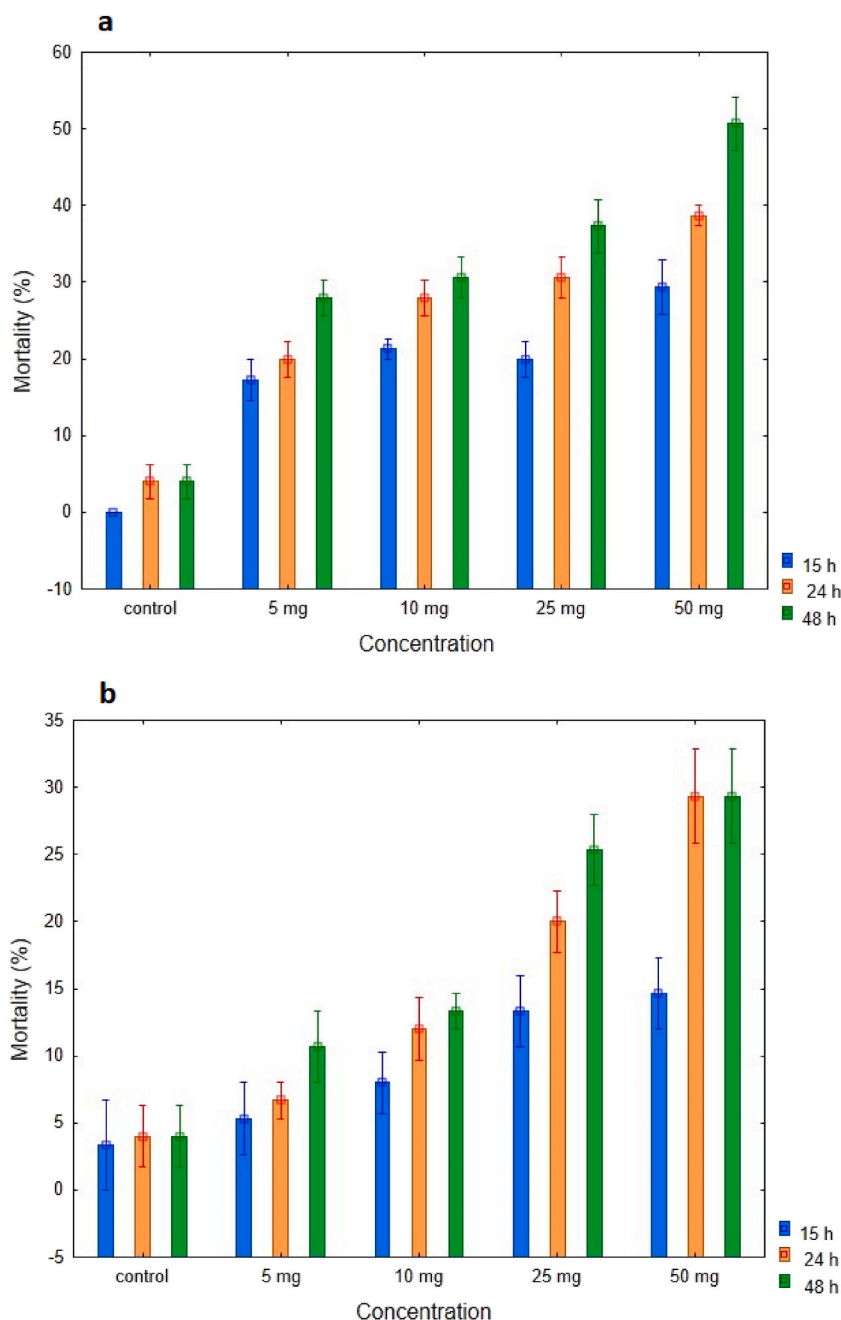 a
60
50
40
30
20
10
0
-10
Mortality (%)
control 5 mg 10 mg 25 mg 50 mg
Concentration
15 h
24 h
48 h
b
35
30
25
20
15
10
5
0
-5
Mortality (%)
control 5 mg 10 mg 25 mg 50 mg
Concentration
15 h
24 h
48 h